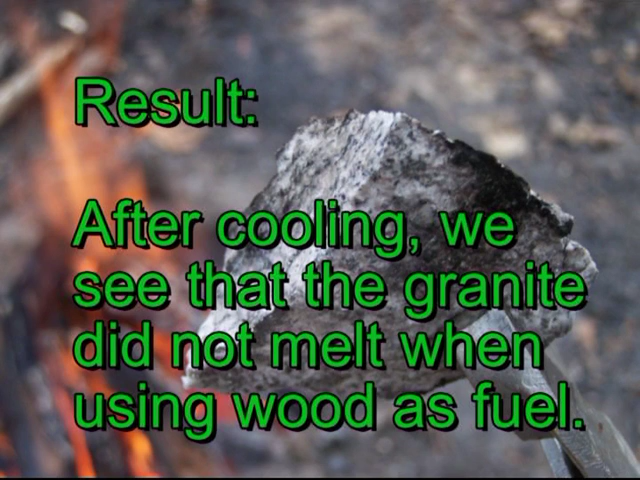 Result:
After cooling, we
see that the granite
did not melt when
using wood as fuel.